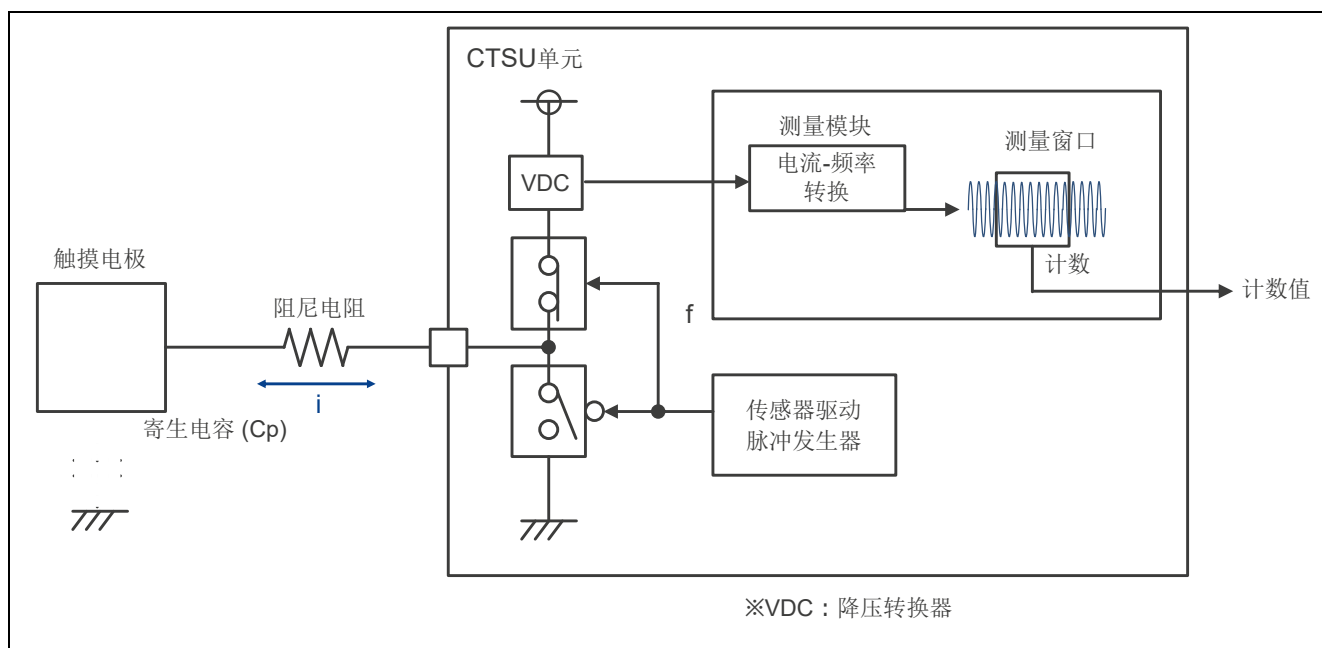 CTSU单元
测量模块
测量窗口
电流-频率
转换
VDC
计数
计数值
触摸电极
阻尼电阻
f
i
寄生电容 (Cp)
传感器驱动
脉冲发生器
※VDC：降压转换器